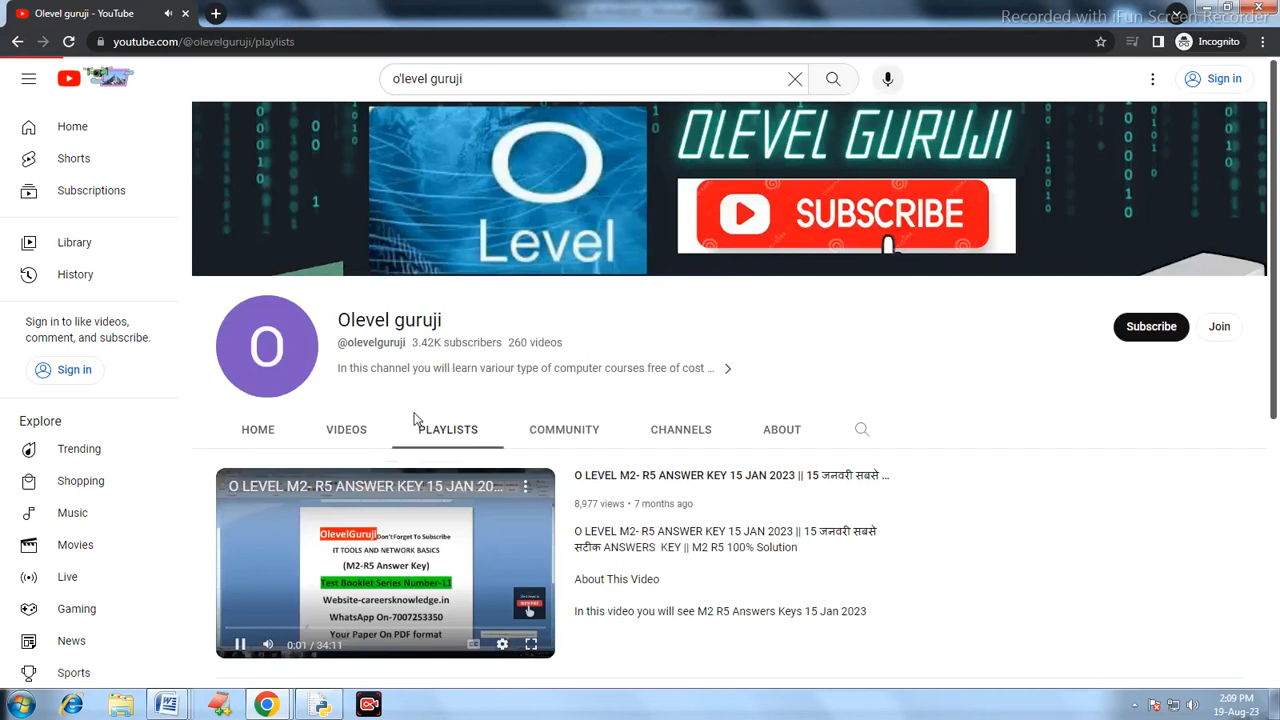 Olevel guruji - YouTube
Recorded with iFun Screen Recorder
youtube.com/@olevelguruji/playlists
Incognito
o'level guruji
Sign in
Home
Shorts
Subscriptions
Library
History
Sign in to like videos,
comment, and subscribe.
Sign in
Explore
Trending
Shopping
Music
Movies
Live
Gaming
News
Sports
O
Level
OLEVEL GURUJI
SUBSCRIBE
O
Olevel guruji
@olevelguruji 3.42K subscribers 260 videos
In this channel you will learn variour type of computer courses free of cost ...
Subscribe
Join
HOME VIDEOS PLAYLISTS COMMUNITY CHANNELS ABOUT
O LEVEL M2- R5 ANSWER KEY 15 JAN 20...
OlevelGuruji Don't Forget To Subscribe
IT TOOLS AND NETWORK BASICS
(M2-R5 Answer Key)
Test Booklet Series Number-11
Website-careersknowledge.in
WhatsApp On-7007253350
Your Paper On PDF format
0:01 / 34:11
O LEVEL M2- R5 ANSWER KEY 15 JAN 2023 || 15 जनवरी सबसे ...
8,977 views • 7 months ago
O LEVEL M2- R5 ANSWER KEY 15 JAN 2023 || 15 जनवरी सबसे
सटीक ANSWERS KEY || M2 R5 100% Solution
About This Video
In this video you will see M2 R5 Answers Keys 15 Jan 2023
2:09 PM
19-Aug-23